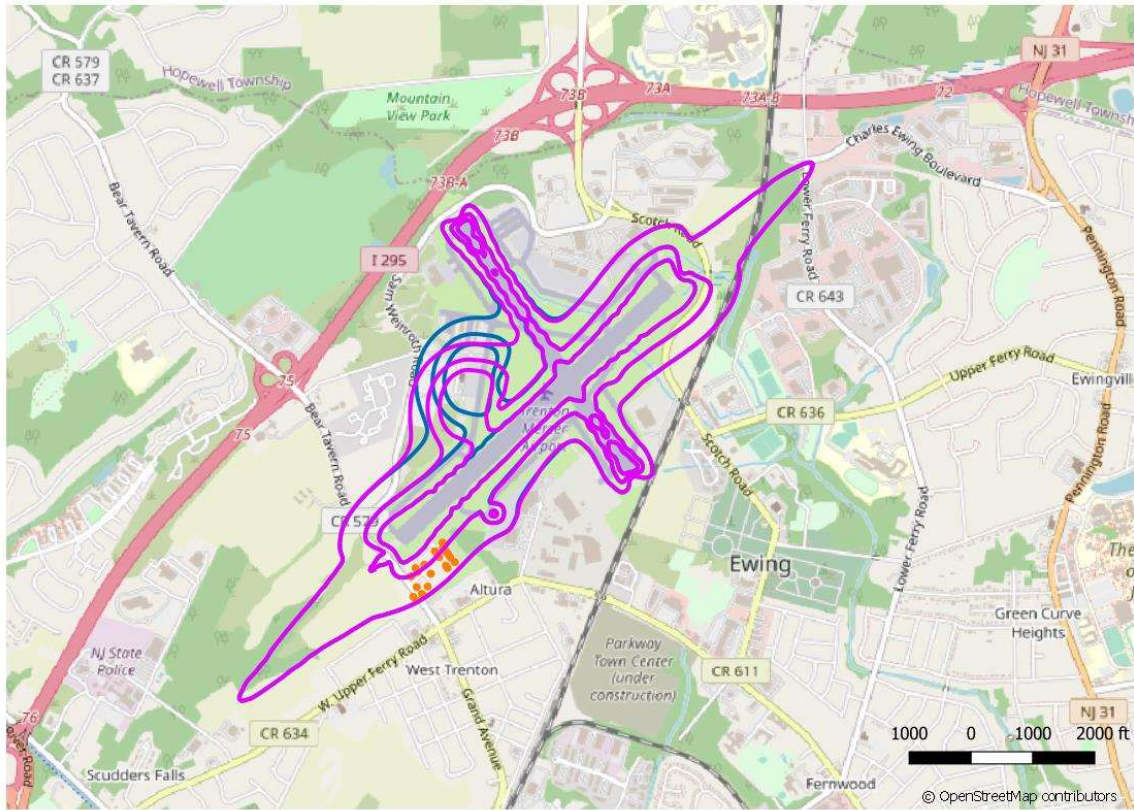 CR 579
CR 637
Hopewell Township
Mountain
View Park
73B
73A
73A-B
72
NJ 31
Hopewell Township
73B
73B-A
Charles Ewing Boulevard
Lower Ferry Road
Bear Tavern Road
Scotch Road
I 295
CR 643
Pennington Road
Upper Ferry Road
Ewingville
CR 636
75
75
Bear Tavern Road
Trenton
Mercer
Airport
Scotch Road
Pennington Road
CR 579
Ewing
Lower Ferry Road
The
Altura
Green Curve
Heights
NJ State
Police
W. Upper Ferry Road
West Trenton
Parkway
Town Center
(under
construction)
CR 611
Grand Avenue
76
CR 634
NJ 31
1000 0 1000 2000 ft
Scudders Falls
Fernwood
© OpenStreetMap contributors